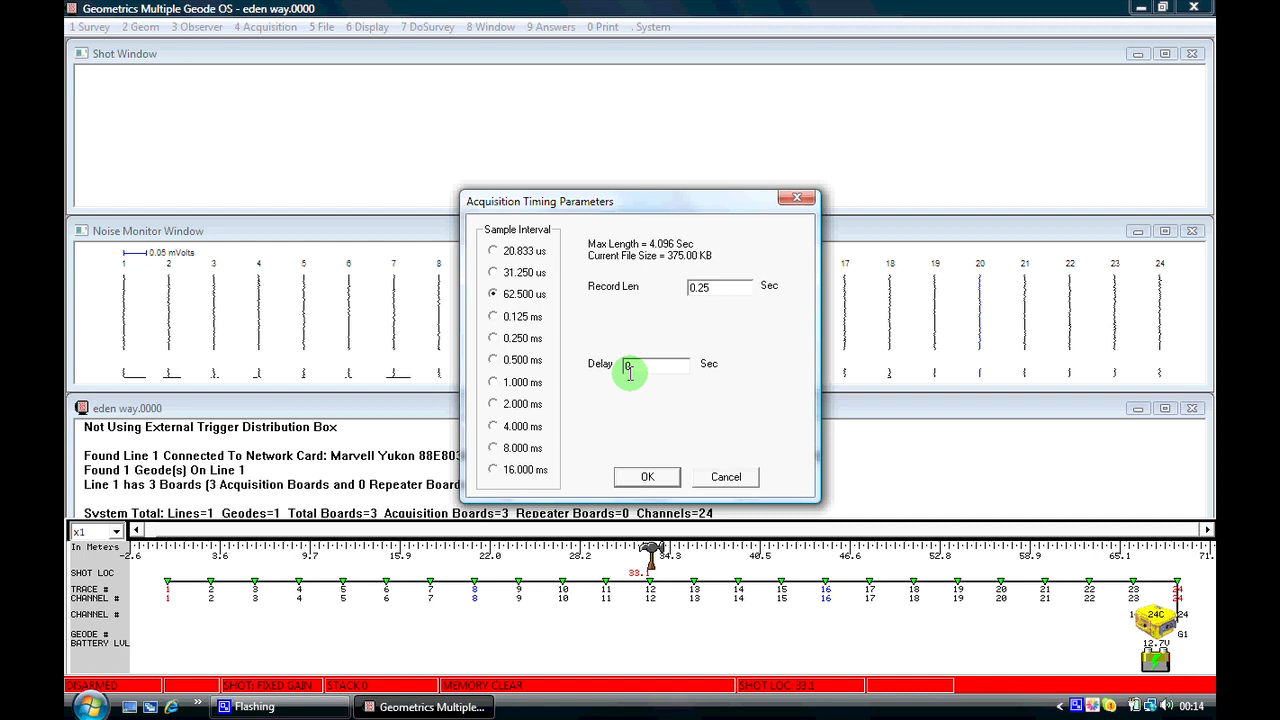 Geometrics Multiple Geode OS - eden way.0000
1 Survey 2 Geom 3 Observer 4 Acquisition 5 File 6 Display 7 DoSurvey 8 Window 9 Answers 0 Print . System
Shot Window
Noise Monitor Window
0.05 mVolts
1 2 3 4 5 6 7 8 17 18 19 20 21 22 23 24
Acquisition Timing Parameters
Sample Interval
20.833 us
31.250 us
62.500 us
0.125 ms
0.250 ms
0.500 ms
1.000 ms
2.000 ms
4.000 ms
8.000 ms
16.000 ms
Max Length = 4.096 Sec
Current File Size = 375.00 KB
Record Len 0.25 Sec
Delay 0 Sec
OK Cancel
eden way.0000
Not Using External Trigger Distribution Box
Found Line 1 Connected To Network Card: Marvell Yukon 88E803
Found 1 Geode(s) On Line 1
Line 1 has 3 Boards (3 Acquisition Boards and 0 Repeater Board
System Total: Lines=1 Geodes=1 Total Boards=3 Acquisition Boards=3 Repeater Boards=0 Channels=24
x1
In Meters -2.6 3.6 9.7 15.9 22.0 28.2 34.3 40.5 46.6 52.8 58.9 65.1 71.
SHOT LOC 33.1
TRACE # 1 2 3 4 5 6 7 8 9 10 11 12 13 14 15 16 17 18 19 20 21 22 23 24
CHANNEL # 1 2 3 4 5 6 7 8 9 10 11 12 13 14 15 16 17 18 19 20 21 22 23 24
CHANNEL # 1 24C 24
GEODE # G1
BATTERY LVL 12.7V
DISARMED SHOT: FIXED GAIN STACK 0 MEMORY CLEAR SHOT LOC: 33.1
Flashing Geometrics Multiple... 00:14